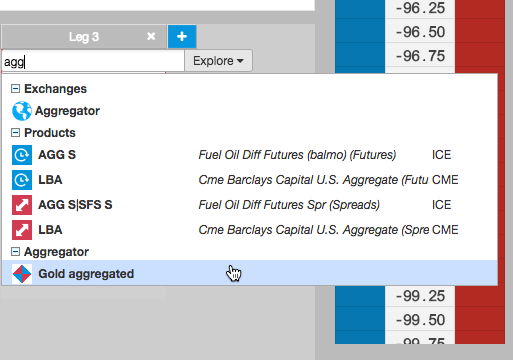 -96.25
Leg 3 × +
-96.50
agg Explore
-96.75
Exchanges
Aggregator
Products
AGG S Fuel Oil Diff Futures (balmo) (Futures) ICE
LBA Cme Barclays Capital U.S. Aggregate (Futu CME
AGG S|SFS S Fuel Oil Diff Futures Spr (Spreads) ICE
LBA Cme Barclays Capital U.S. Aggregate (Spre CME
Aggregator
Gold aggregated
-99.25
-99.50
-99.75